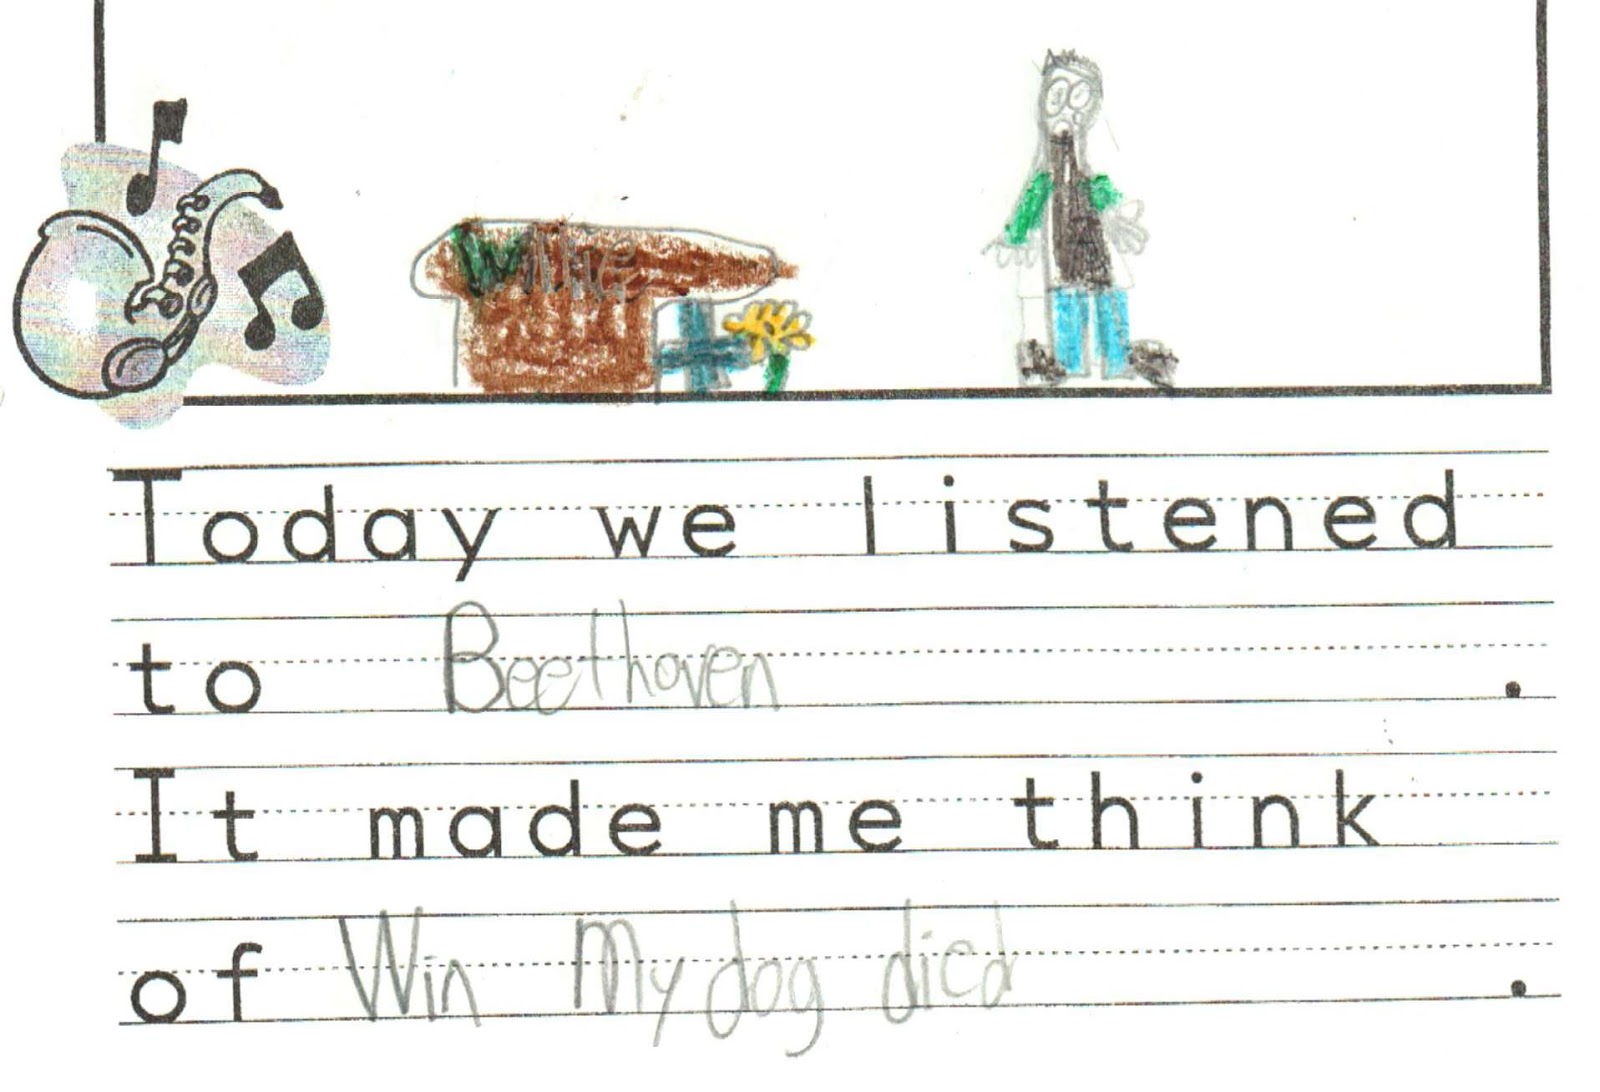 Willie
Today we listened
to Beethoven .
It made me think
of Win My dog died .